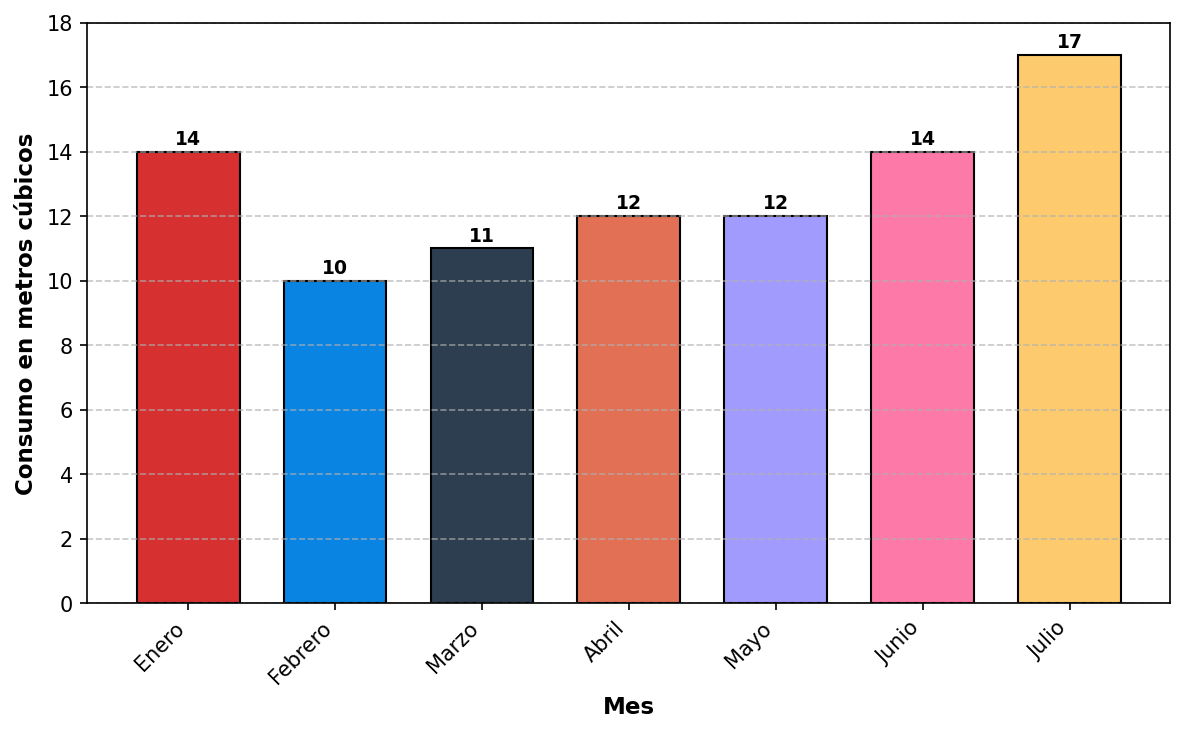 18
16
14
12
10
8
6
4
2
0
Consumo en metros cúbicos
14
10
11
12
12
14
17
Enero
Febrero
Marzo
Abril
Mayo
Junio
Julio
Mes